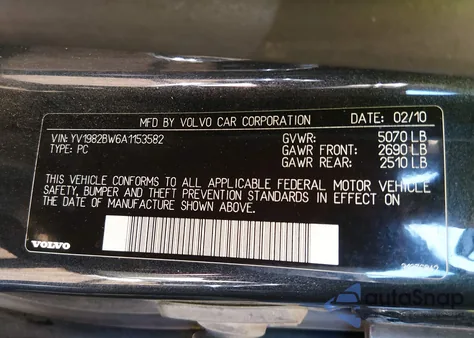 MFD BY VOLVO CAR CORPORATION DATE: 02/10
VIN: YV1982BW6A1153582 GVWR: 5070 LB
TYPE: PC GAWR FRONT: 2690 LB
GAWR REAR: 2510 LB
THIS VEHICLE CONFORMS TO ALL APPLICABLE FEDERAL MOTOR VEHICLE
SAFETY, BUMPER AND THEFT PREVENTION STANDARDS IN EFFECT ON
THE DATE OF MANUFACTURE SHOWN ABOVE.
VOLVO
autoSnap